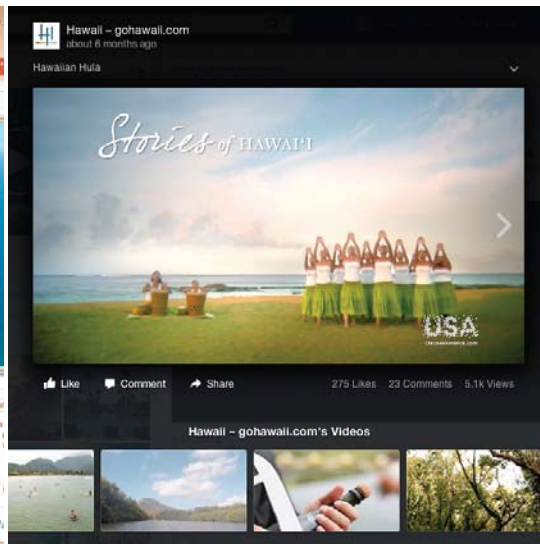 Hawaii – gohawaii.com
about 6 months ago
Hawaiian Hula
Stories of HAWAI‘I
USA
Like Comment Share 275 Likes 23 Comments 5.1k Views
Hawaii – gohawaii.com's Videos